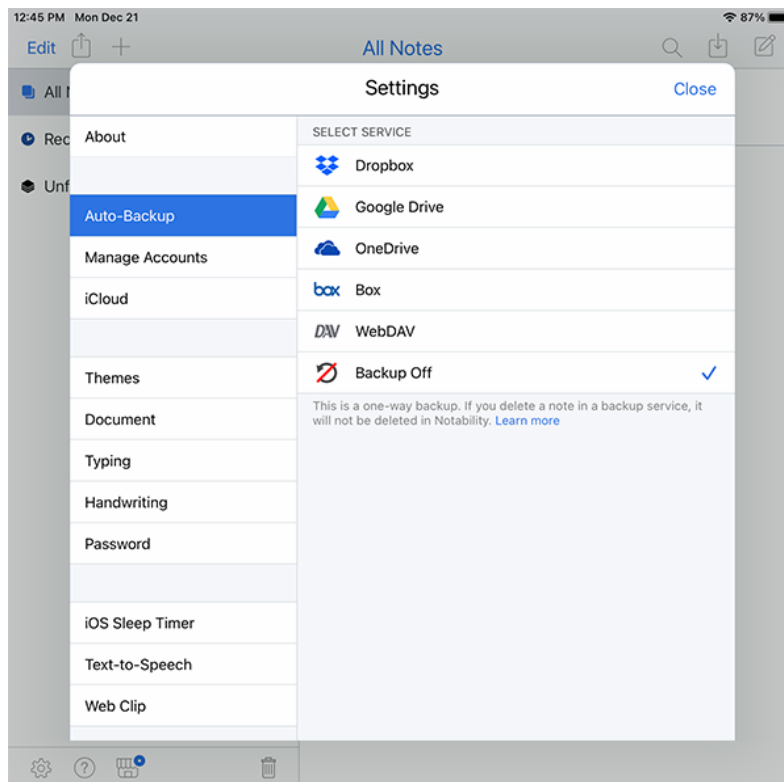 12:45 PM Mon Dec 21
87%
Edit
All Notes
Settings
Close
All N
Rec
Unf
About
Auto-Backup
Manage Accounts
iCloud
Themes
Document
Typing
Handwriting
Password
iOS Sleep Timer
Text-to-Speech
Web Clip
SELECT SERVICE
Dropbox
Google Drive
OneDrive
box Box
DAV WebDAV
Backup Off
This is a one-way backup. If you delete a note in a backup service, it
will not be deleted in Notability. Learn more